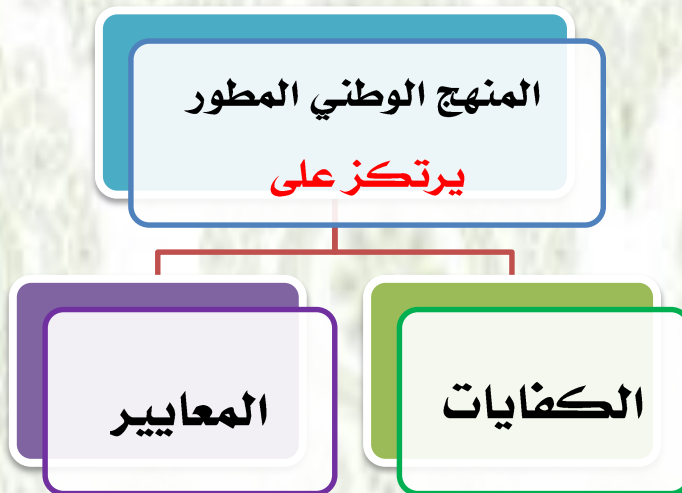 المنهج الوطني المطور
يرتكز على
الكفايات
المعايير